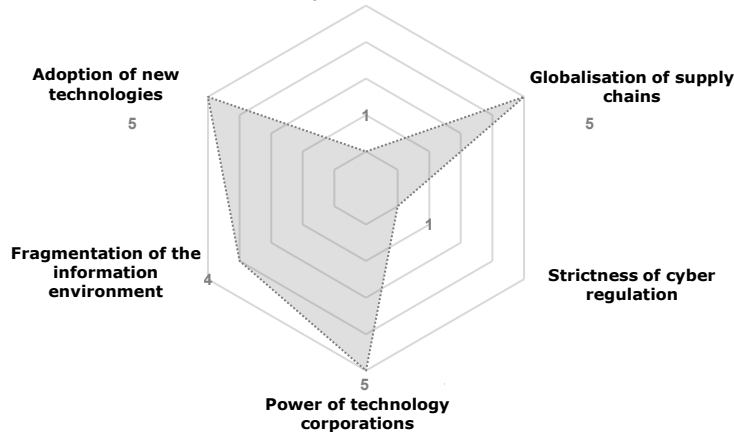 Adoption of new
technologies
5
1
Globalisation of supply
chains
5
1
Fragmentation of the
information
environment
4
Strictness of cyber
regulation
5
Power of technology
corporations